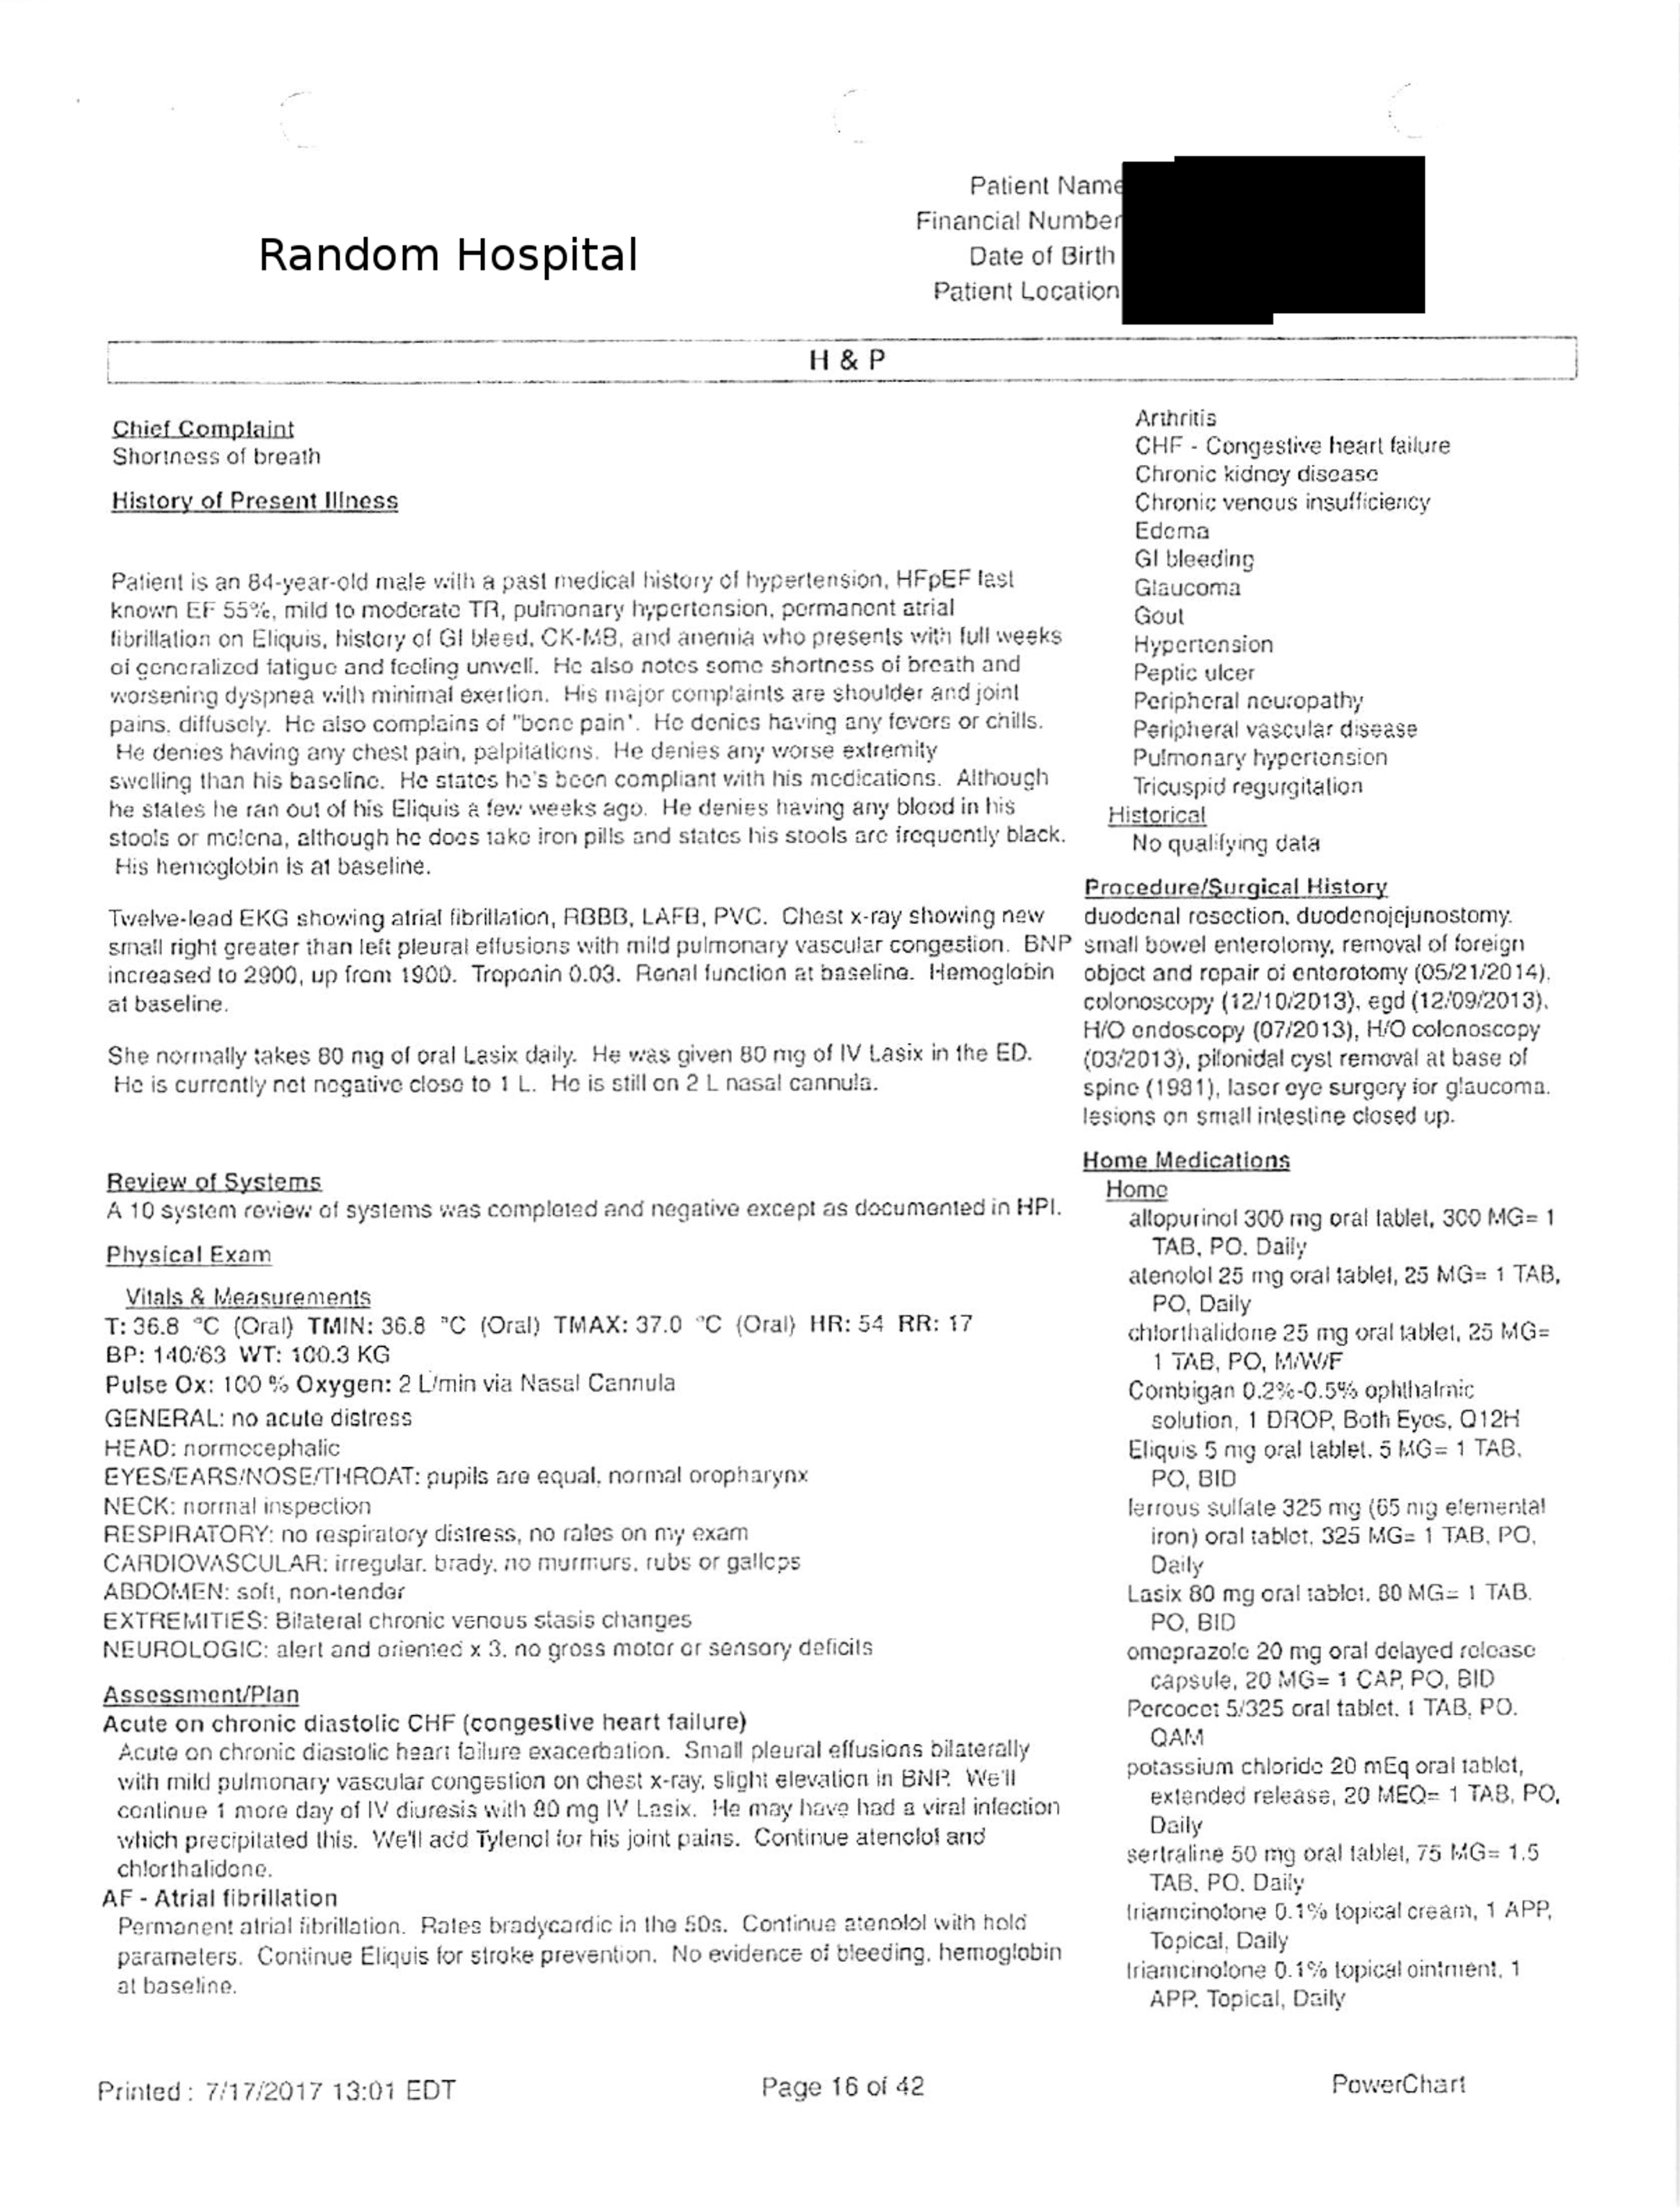 Patient Name
Financial Number
Date of Birth
Patient Location
Random Hospital
H & P
Chief Complaint
Shortness of breath
History of Present Illness
Patient is an 84-year-old male with a past medical history of hypertension, HFpEF last
known EF 55%, mild to moderate TR, pulmonary hypertension, permanent atrial
fibrillation on Eliquis, history of GI bleed, CK-MB, and anemia who presents with full weeks
of generalized fatigue and feeling unwell. He also notes some shortness of breath and
worsening dyspnea with minimal exertion. His major complaints are shoulder and joint
pains, diffusely. He also complains of "bone pain". He denies having any fevers or chills.
He denies having any chest pain, palpitations. He denies any worse extremity
swelling than his baseline. He states he's been compliant with his medications. Although
he states he ran out of his Eliquis a few weeks ago. He denies having any blood in his
stools or melena, although he does take iron pills and states his stools are frequently black.
His hemoglobin is at baseline.
Twelve-lead EKG showing atrial fibrillation, RBBB, LAFB, PVC. Chest x-ray showing new
small right greater than left pleural effusions with mild pulmonary vascular congestion. BNP
increased to 2900, up from 1900. Troponin 0.03. Renal function at baseline. Hemoglobin
at baseline.
She normally takes 80 mg of oral Lasix daily. He was given 80 mg of IV Lasix in the ED.
He is currently net negative close to 1 L. He is still on 2 L nasal cannula.
Review of Systems
A 10 system review of systems was completed and negative except as documented in HPI.
Physical Exam
Vitals & Measurements
T: 36.8 °C (Oral) TMIN: 36.8 °C (Oral) TMAX: 37.0 °C (Oral) HR: 54 RR: 17
BP: 140/63 WT: 100.3 KG
Pulse Ox: 100 % Oxygen: 2 L/min via Nasal Cannula
GENERAL: no acute distress
HEAD: normocephalic
EYES/EARS/NOSE/THROAT: pupils are equal, normal oropharynx
NECK: normal inspection
RESPIRATORY: no respiratory distress, no rales on my exam
CARDIOVASCULAR: irregular, brady, no murmurs, rubs or gallops
ABDOMEN: soft, non-tender
EXTREMITIES: Bilateral chronic venous stasis changes
NEUROLOGIC: alert and oriented x 3, no gross motor or sensory deficits
Assessment/Plan
Acute on chronic diastolic CHF (congestive heart failure)
Acute on chronic diastolic heart failure exacerbation. Small pleural effusions bilaterally
with mild pulmonary vascular congestion on chest x-ray, slight elevation in BNP. We'll
continue 1 more day of IV diuresis with 80 mg IV Lasix. He may have had a viral infection
which precipitated this. We'll add Tylenol for his joint pains. Continue atenolol and
chlorthalidone.
AF - Atrial fibrillation
Permanent atrial fibrillation. Rates bradycardic in the 50s. Continue atenolol with hold
parameters. Continue Eliquis for stroke prevention. No evidence of bleeding, hemoglobin
at baseline.
Arthritis
CHF - Congestive heart failure
Chronic kidney disease
Chronic venous insufficiency
Edema
GI bleeding
Glaucoma
Gout
Hypertension
Peptic ulcer
Peripheral neuropathy
Peripheral vascular disease
Pulmonary hypertension
Tricuspid regurgitation
Historical
No qualifying data
Procedure/Surgical History
duodenal resection, duodenojejunostomy.
small bowel enterotomy, removal of foreign
object and repair of enterotomy (05/21/2014),
colonoscopy (12/10/2013), egd (12/09/2013),
H/O endoscopy (07/2013), H/O colonoscopy
(03/2013), pilonidal cyst removal at base of
spine (1981), laser eye surgery for glaucoma.
lesions on small intestine closed up.
Home Medications
Home
allopurinol 300 mg oral tablet, 300 MG= 1
TAB, PO, Daily
atenolol 25 mg oral tablet, 25 MG= 1 TAB,
PO, Daily
chlorthalidone 25 mg oral tablet, 25 MG=
1 TAB, PO, M/W/F
Combigan 0.2%-0.5% ophthalmic
solution, 1 DROP, Both Eyes, Q12H
Eliquis 5 mg oral tablet, 5 MG= 1 TAB,
PO, BID
ferrous sulfate 325 mg (65 mg elemental
iron) oral tablet, 325 MG= 1 TAB, PO,
Daily
Lasix 80 mg oral tablet, 80 MG= 1 TAB,
PO, BID
omeprazole 20 mg oral delayed release
capsule, 20 MG= 1 CAP, PO, BID
Percocet 5/325 oral tablet, 1 TAB, PO,
QAM
potassium chloride 20 mEq oral tablet,
extended release, 20 MEQ= 1 TAB, PO,
Daily
sertraline 50 mg oral tablet, 75 MG= 1.5
TAB, PO, Daily
triamcinolone 0.1% topical cream, 1 APP,
Topical, Daily
triamcinolone 0.1% topical ointment, 1
APP, Topical, Daily
Printed : 7/17/2017 13:01 EDT
Page 16 of 42
PowerChart